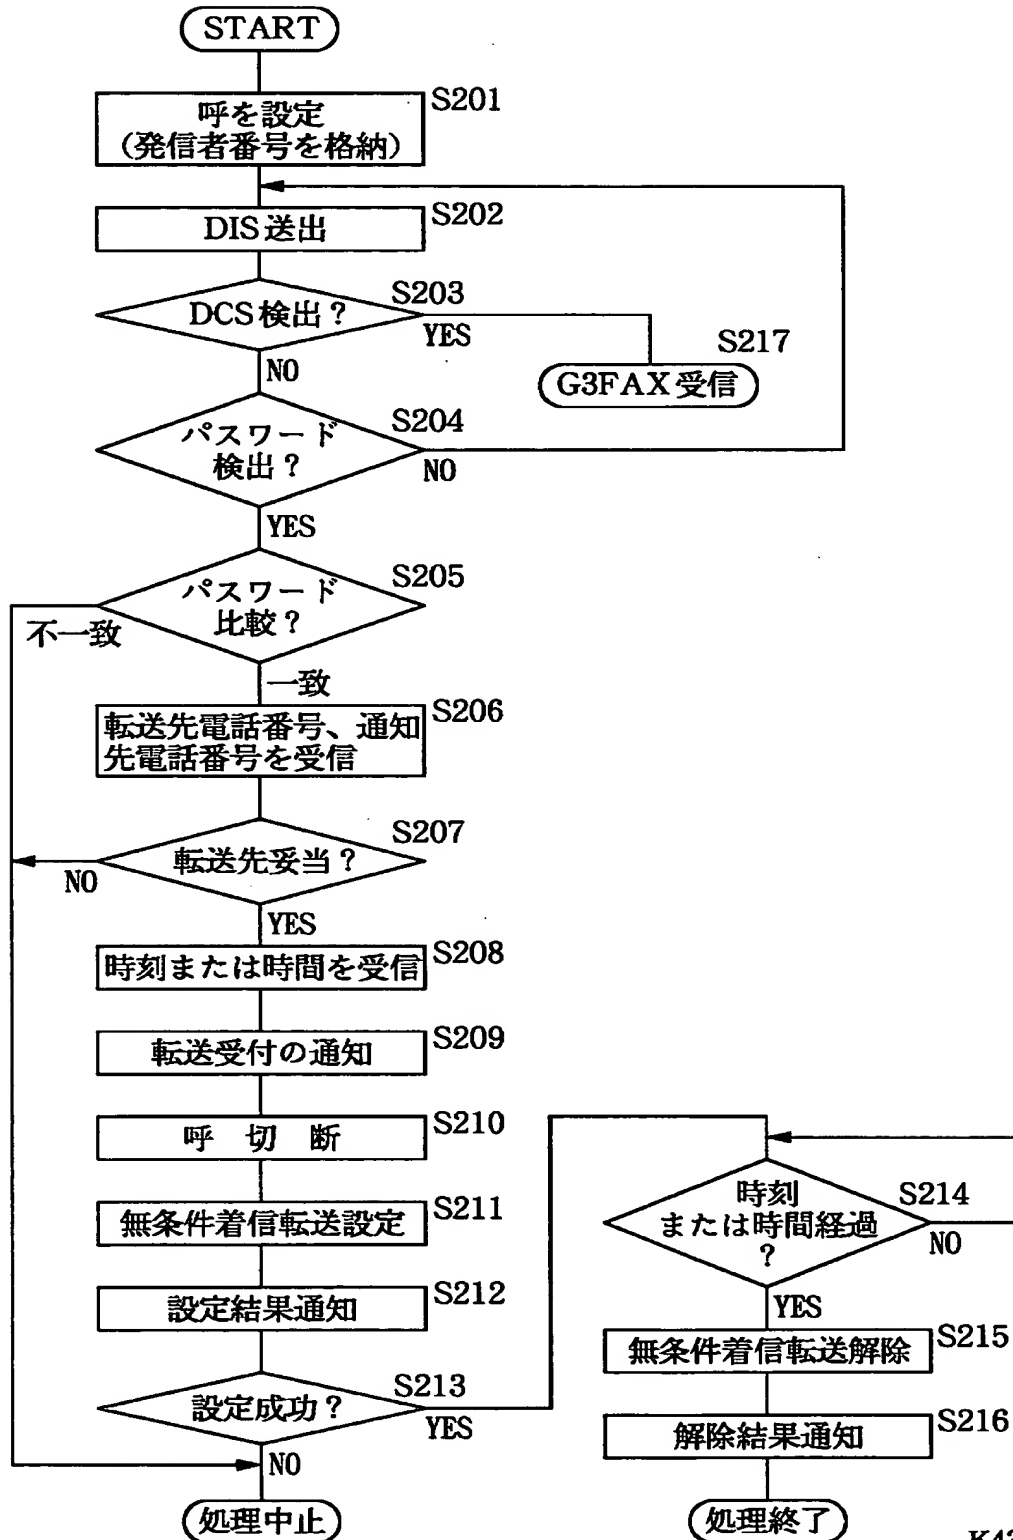 START
呼を設定
(発信者番号を格納)
S201
DIS送出
S202
DCS検出?
S203
YES
NO
S217
G3FAX受信
パスワード
検出?
S204
NO
YES
パスワード
比較?
S205
不一致
一致
転送先電話番号、通知
先電話番号を受信
S206
転送先妥当?
S207
NO
YES
時刻または時間を受信
S208
転送受付の通知
S209
呼 切 断
S210
無条件着信転送設定
S211
設定結果通知
S212
設定成功?
S213
YES
NO
処理中止
時刻
または時間経過
?
S214
NO
YES
無条件着信転送解除
S215
解除結果通知
S216
処理終了